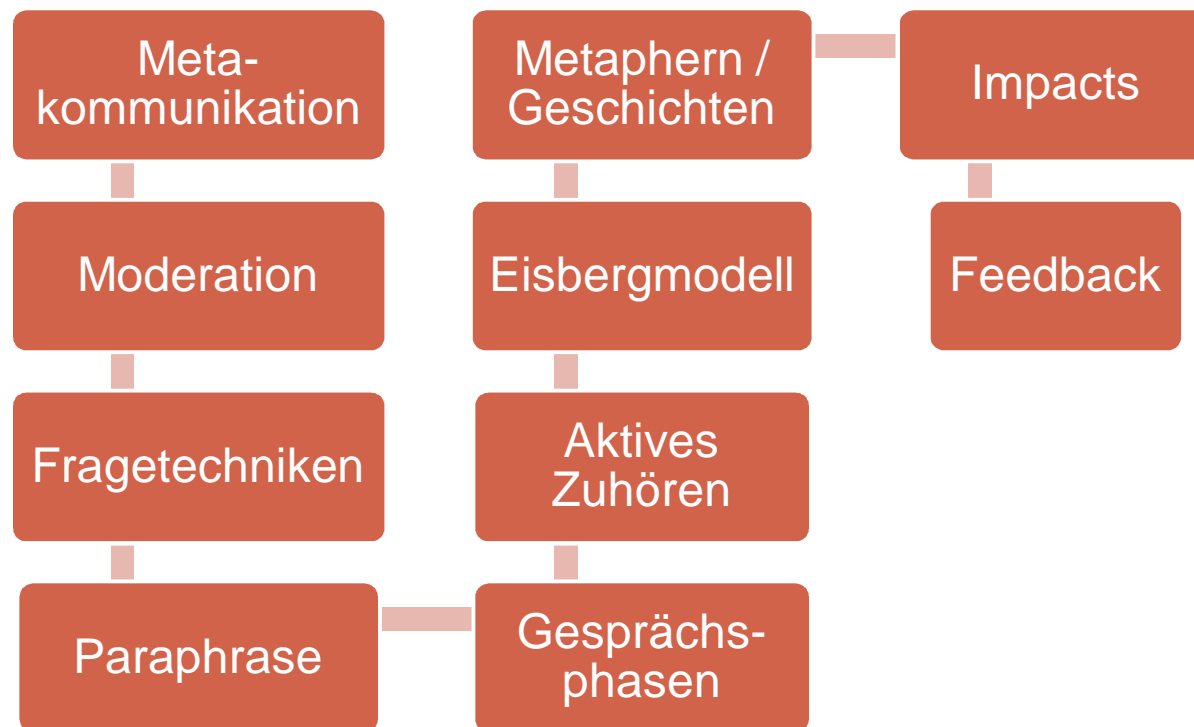 Meta-
kommunikation
Moderation
Fragetechniken
Paraphrase
Gesprächs-
phasen
Aktives
Zuhören
Eisbergmodell
Metaphern /
Geschichten
Impacts
Feedback